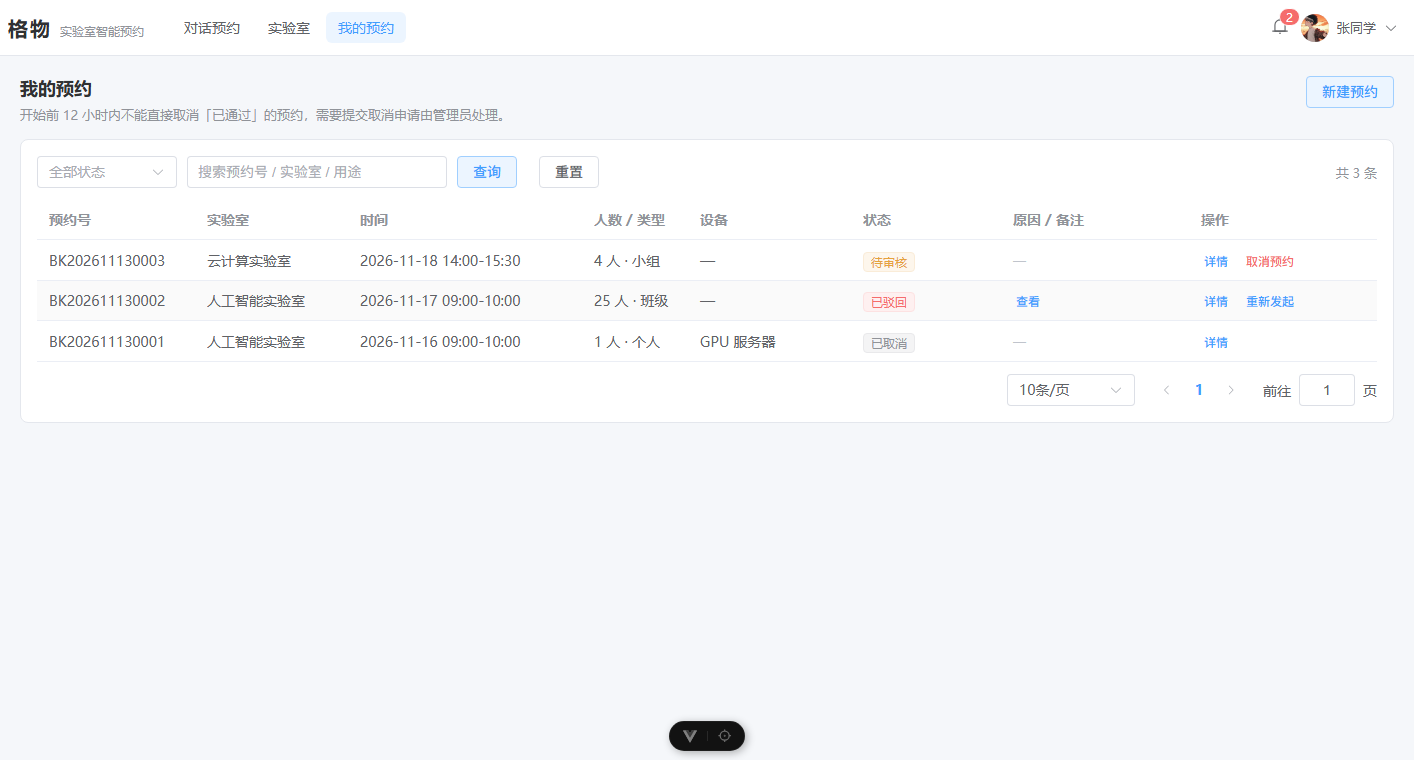 格物 实验室智能预约 对话预约 实验室 我的预约 2 张同学
我的预约 新建预约
开始前 12 小时内不能直接取消「已通过」的预约，需要提交取消申请由管理员处理。
全部状态 搜索预约号 / 实验室 / 用途 查询 重置 共 3 条
预约号 实验室 时间 人数 / 类型 设备 状态 原因 / 备注 操作
BK202611130003 云计算实验室 2026-11-18 14:00-15:30 4 人 · 小组 — 待审核 — 详情 取消预约
BK202611130002 人工智能实验室 2026-11-17 09:00-10:00 25 人 · 班级 — 已驳回 查看 详情 重新发起
BK202611130001 人工智能实验室 2026-11-16 09:00-10:00 1 人 · 个人 GPU 服务器 已取消 — 详情
10条/页 1 前往 1 页